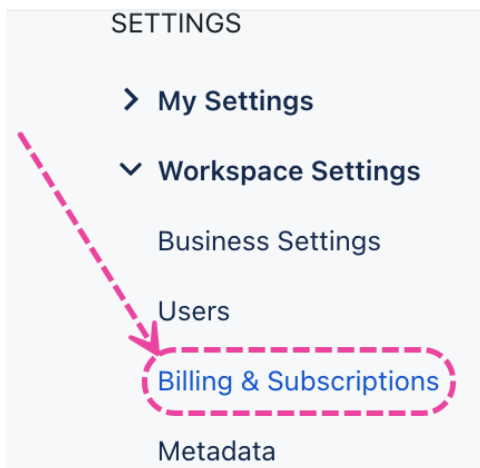 SETTINGS
My Settings
Workspace Settings
Business Settings
Users
Billing & Subscriptions
Metadata